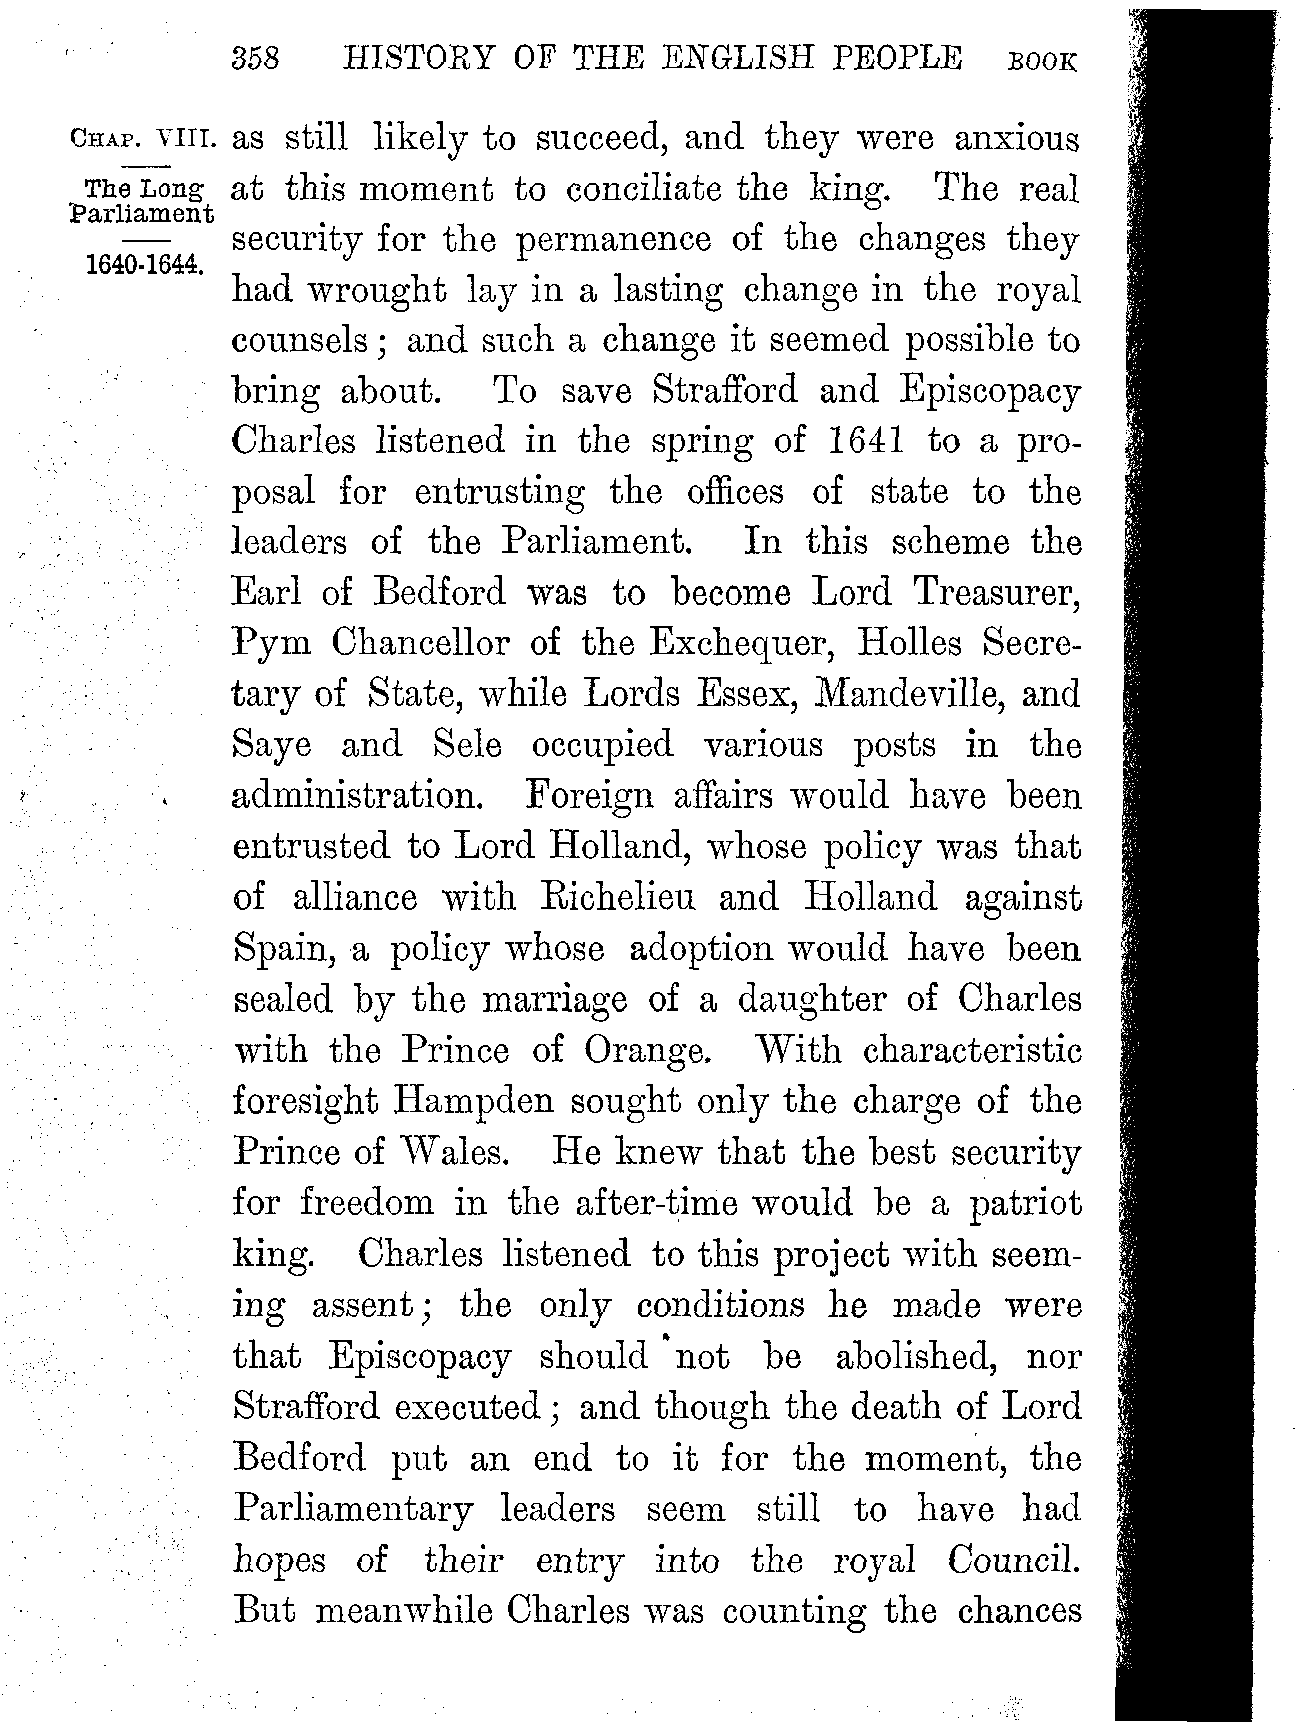 358 HISTORY OF THE ENGLISH PEOPLE BOOK
CHAP. VIII.
The Long
Parliament
1640-1644.
as still likely to succeed, and they were anxious
at this moment to conciliate the king. The real
security for the permanence of the changes they
had wrought lay in a lasting change in the royal
counsels; and such a change it seemed possible to
bring about. To save Strafford and Episcopacy
Charles listened in the spring of 1641 to a pro-
posal for entrusting the offices of state to the
leaders of the Parliament. In this scheme the
Earl of Bedford was to become Lord Treasurer,
Pym Chancellor of the Exchequer, Holles Secre-
tary of State, while Lords Essex, Mandeville, and
Saye and Sele occupied various posts in the
administration. Foreign affairs would have been
entrusted to Lord Holland, whose policy was that
of alliance with Richelieu and Holland against
Spain, a policy whose adoption would have been
sealed by the marriage of a daughter of Charles
with the Prince of Orange. With characteristic
foresight Hampden sought only the charge of the
Prince of Wales. He knew that the best security
for freedom in the after-time would be a patriot
king. Charles listened to this project with seem-
ing assent; the only conditions he made were
that Episcopacy should not be abolished, nor
Strafford executed; and though the death of Lord
Bedford put an end to it for the moment, the
Parliamentary leaders seem still to have had
hopes of their entry into the royal Council.
But meanwhile Charles was counting the chances